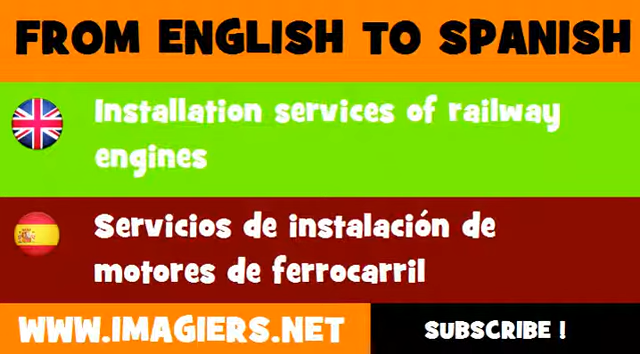 FROM ENGLISH TO SPANISH
Installation services of railway
engines
Servicios de instalación de
motores de ferrocarril
WWW.IMAGIERS.NET
SUBSCRIBE !